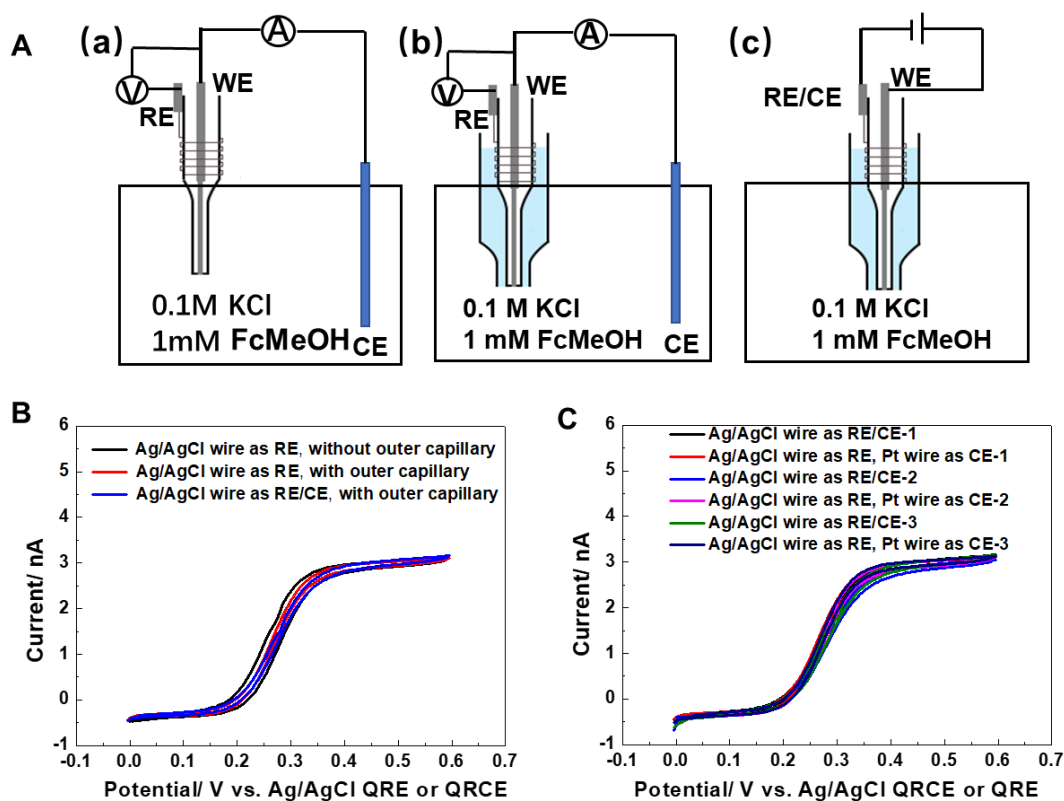 A
(a)
A
V
WE
RE
0.1M KCl
1mM FcMeOH
CE
(b)
A
V
WE
RE
0.1 M KCl
1 mM FcMeOH
CE
(c)
RE/CE
WE
0.1 M KCl
1 mM FcMeOH
B
6
5
4
3
2
1
0
-1
Current/ nA
Ag/AgCl wire as RE, without outer capillary
Ag/AgCl wire as RE, with outer capillary
Ag/AgCl wire as RE/CE, with outer capillary
-0.1 0.0 0.1 0.2 0.3 0.4 0.5 0.6 0.7
Potential/ V vs. Ag/AgCl QRE or QRCE
C
6
5
4
3
2
1
0
-1
Current/ nA
Ag/AgCl wire as RE/CE-1
Ag/AgCl wire as RE, Pt wire as CE-1
Ag/AgCl wire as RE/CE-2
Ag/AgCl wire as RE, Pt wire as CE-2
Ag/AgCl wire as RE/CE-3
Ag/AgCl wire as RE, Pt wire as CE-3
-0.1 0.0 0.1 0.2 0.3 0.4 0.5 0.6 0.7
Potential/ V vs. Ag/AgCl QRCE or QRE